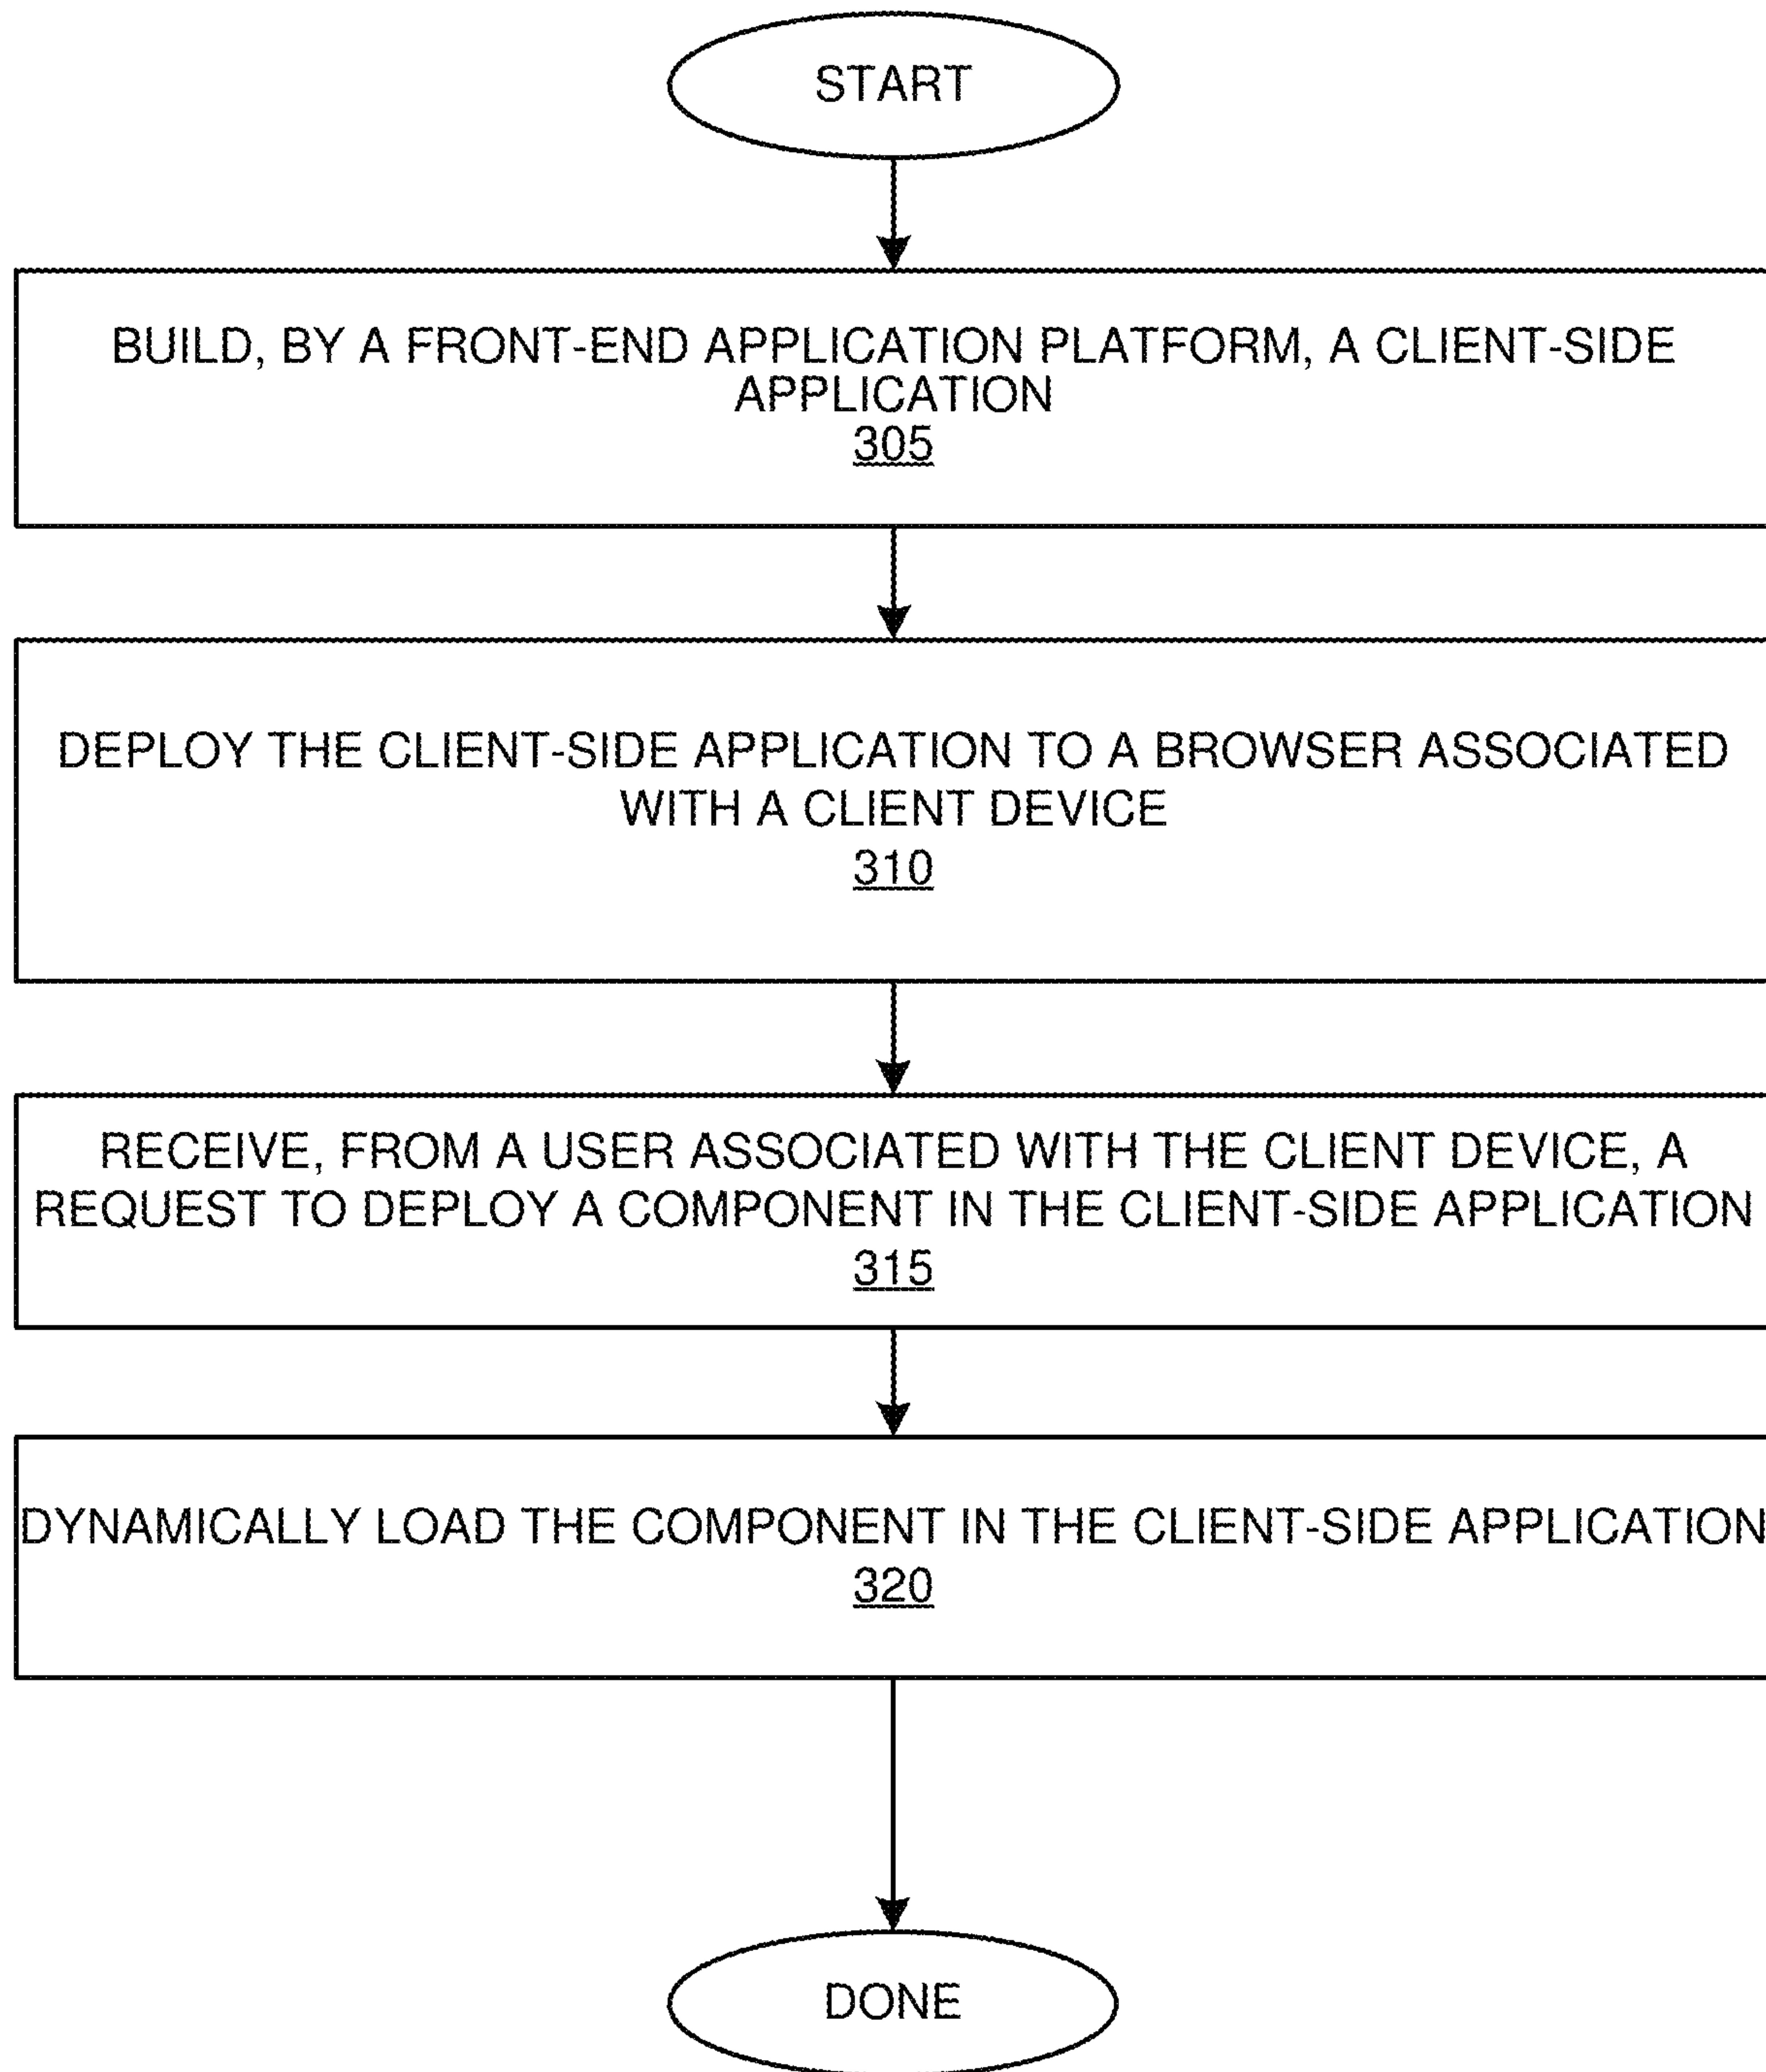 START
BUILD, BY A FRONT-END APPLICATION PLATFORM, A CLIENT-SIDE
APPLICATION
305
DEPLOY THE CLIENT-SIDE APPLICATION TO A BROWSER ASSOCIATED
WITH A CLIENT DEVICE
310
RECEIVE, FROM A USER ASSOCIATED WITH THE CLIENT DEVICE, A
REQUEST TO DEPLOY A COMPONENT IN THE CLIENT-SIDE APPLICATION
315
DYNAMICALLY LOAD THE COMPONENT IN THE CLIENT-SIDE APPLICATION
320
DONE